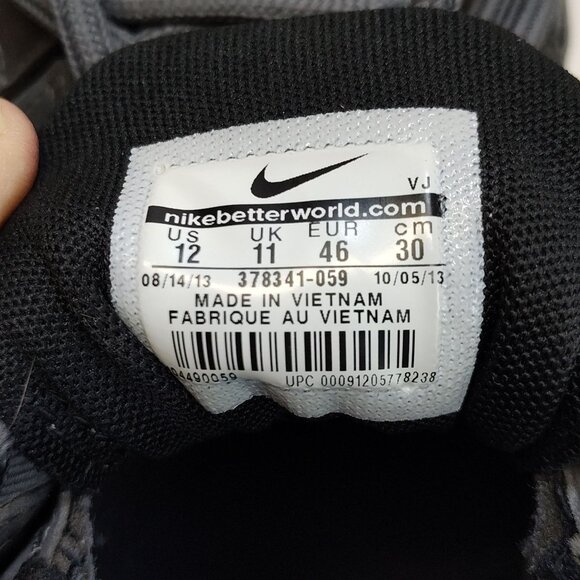 VJ
nikebetterworld.com
US UK EUR cm
12 11 46 30
08/14/13 378341-059 10/05/13
MADE IN VIETNAM
FABRIQUE AU VIETNAM
UPC 00091205778238